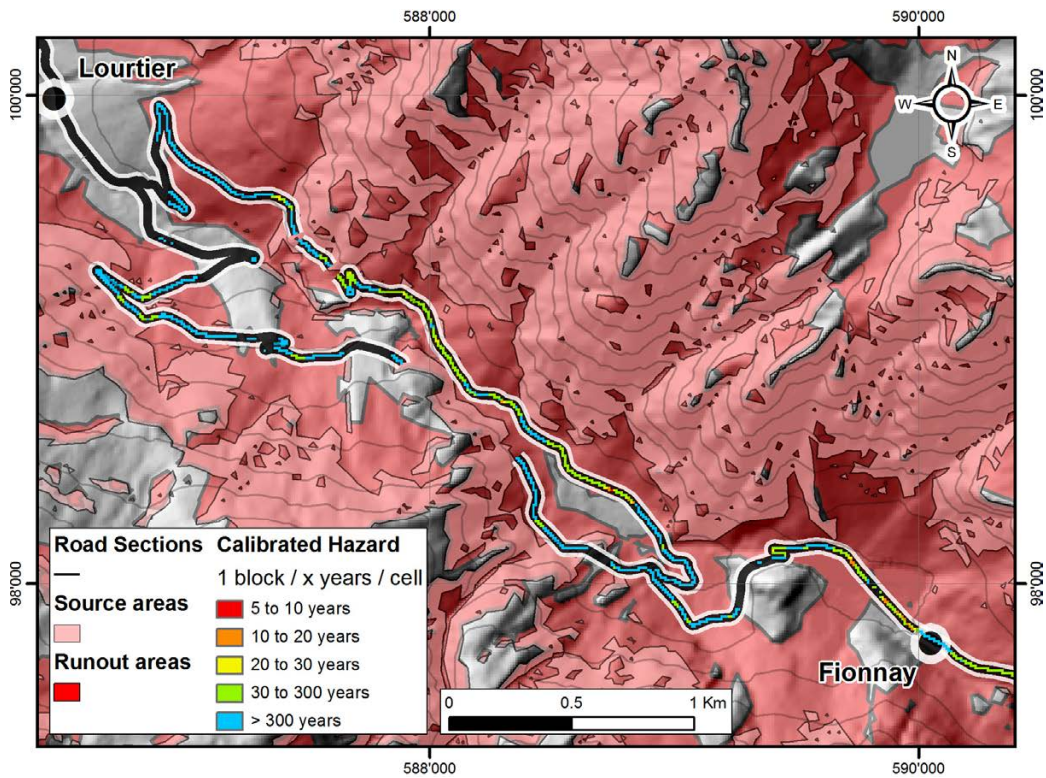 588'000
590'000
Lourtier
100'000
100'000
N
W
E
S
98'000
98'000
Fionnay
Road Sections
Source areas
Runout areas
Calibrated Hazard
1 block / x years / cell
5 to 10 years
10 to 20 years
20 to 30 years
30 to 300 years
> 300 years
0
0.5
1 Km
588'000
590'000